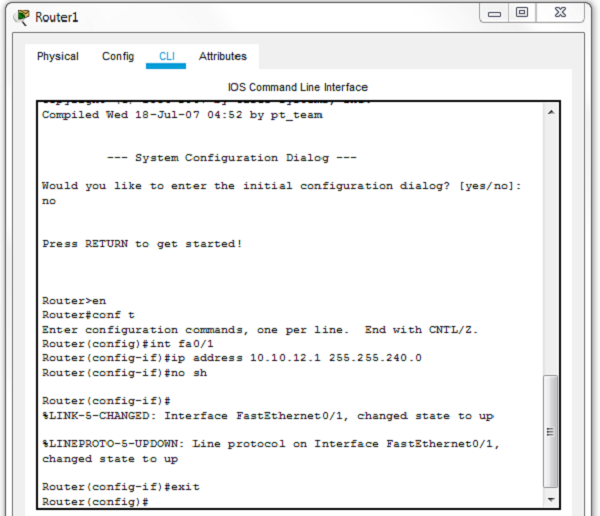 Router1
Physical Config CLI Attributes
IOS Command Line Interface
Compiled Wed 18-Jul-07 04:52 by pt_team
--- System Configuration Dialog ---
Would you like to enter the initial configuration dialog? [yes/no]:
no
Press RETURN to get started!
Router>en
Router#conf t
Enter configuration commands, one per line.  End with CNTL/Z.
Router(config)#int fa0/1
Router(config-if)#ip address 10.10.12.1 255.255.240.0
Router(config-if)#no sh
Router(config-if)#
%LINK-5-CHANGED: Interface FastEthernet0/1, changed state to up
%LINEPROTO-5-UPDOWN: Line protocol on Interface FastEthernet0/1,
changed state to up
Router(config-if)#exit
Router(config)#